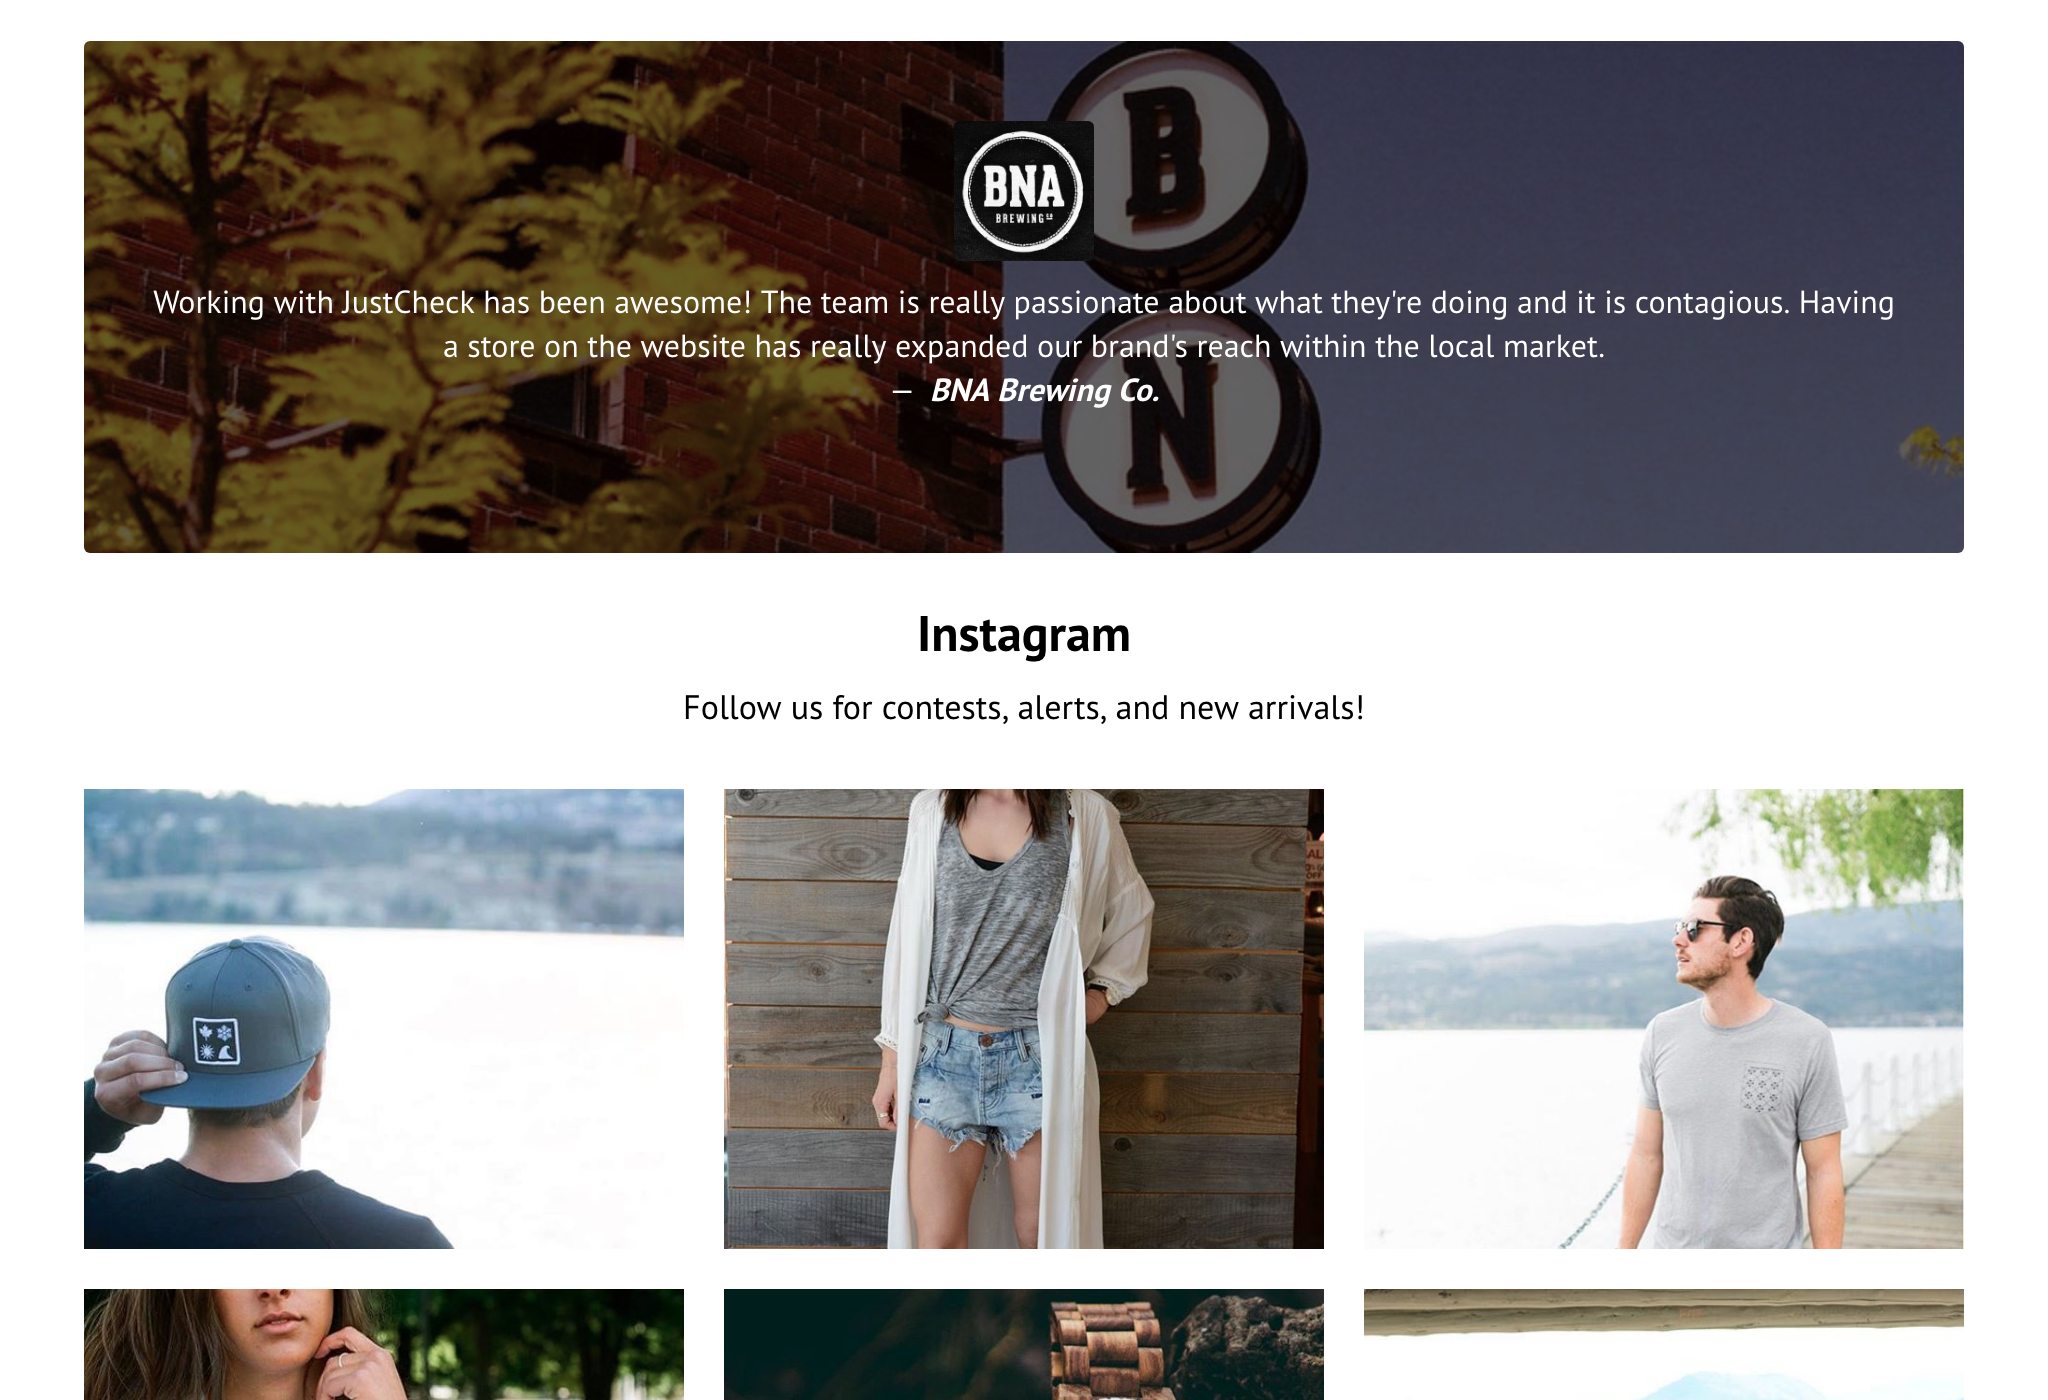 B
BNA
BREWING CO
Working with JustCheck has been awesome! The team is really passionate about what they're doing and it is contagious. Having
a store on the website has really expanded our brand's reach within the local market.
— BNA Brewing Co.
N
Instagram
Follow us for contests, alerts, and new arrivals!
OFF